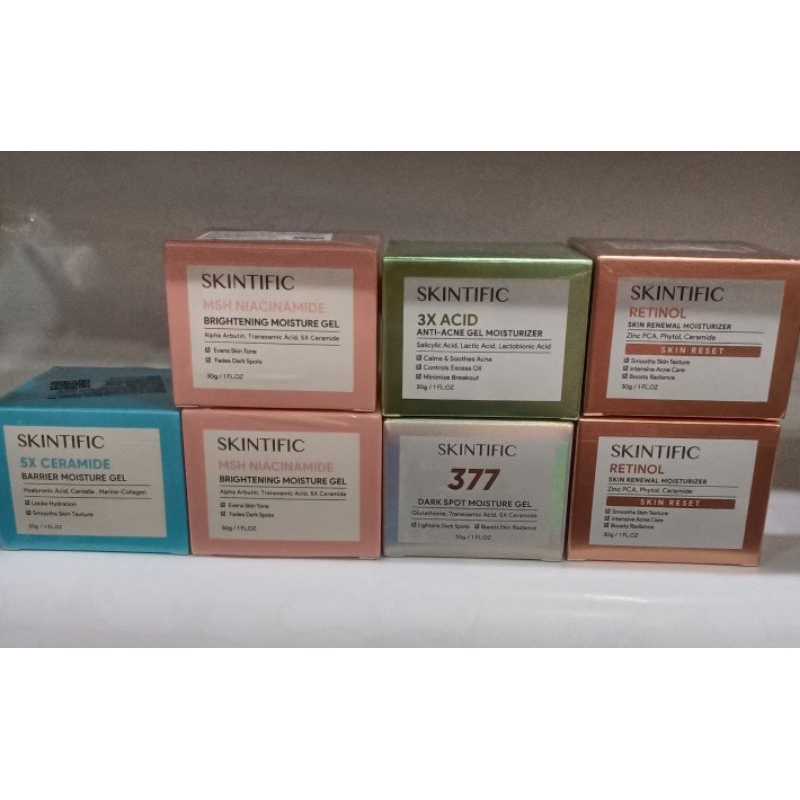 SKINTIFIC
MSH NIACINAMIDE
BRIGHTENING MOISTURE GEL
Alpha Arbutin, Tranexamic Acid, 5X Ceramide
Evens Skin Tone
Fades Dark Spots
30g / 1 FL.OZ
SKINTIFIC
3X ACID
ANTI-ACNE GEL MOISTURIZER
Salicylic Acid, Lactic Acid, Lactobionic Acid
Calms & Soothes Acne
Controls Excess Oil
Minimize Breakout
30g / 1 FL.OZ
SKINTIFIC
RETINOL
SKIN RENEWAL MOISTURIZER
Zinc PCA, Phytol, Ceramide
SKIN RESET
Smooths Skin Texture
Intensive Acne Care
Boosts Radiance
30g / 1 FL.OZ
SKINTIFIC
5X CERAMIDE
BARRIER MOISTURE GEL
Hyaluronic Acid, Centella, Marine-Collagen
Locks Hydration
Smooths Skin Texture
30g / 1 FL.OZ
SKINTIFIC
MSH NIACINAMIDE
BRIGHTENING MOISTURE GEL
Alpha Arbutin, Tranexamic Acid, 5X Ceramide
Evens Skin Tone
Fades Dark Spots
30g / 1 FL.OZ
SKINTIFIC
377
DARK SPOT MOISTURE GEL
Glutathione, Tranexamic Acid, 5X Ceramide
Lightens Dark Spots Boosts Skin Radiance
30g / 1 FL.OZ
SKINTIFIC
RETINOL
SKIN RENEWAL MOISTURIZER
Zinc PCA, Phytol, Ceramide
SKIN RESET
Smooths Skin Texture
Intensive Acne Care
Boosts Radiance
30g / 1 FL.OZ